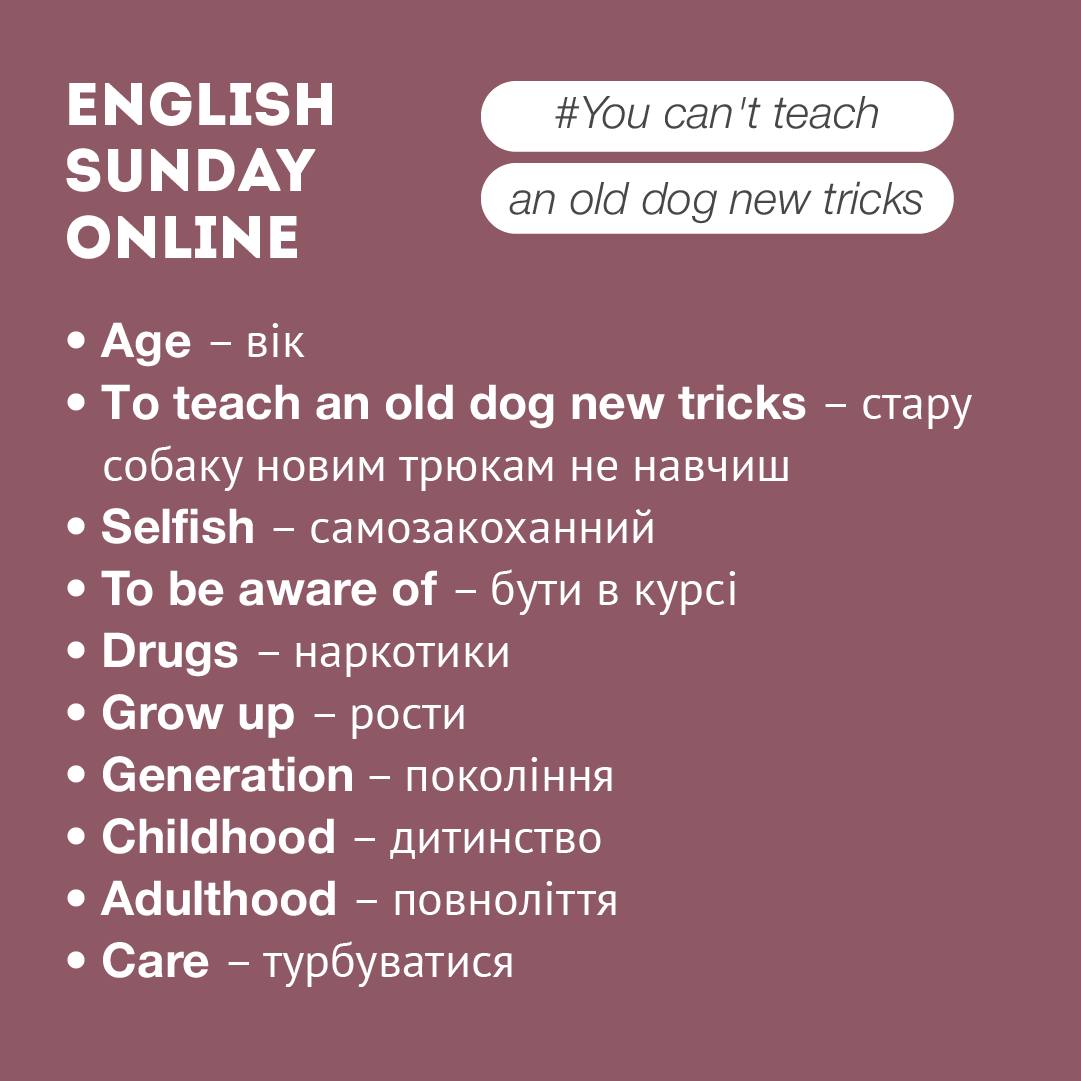 ENGLISH
SUNDAY
ONLINE
#You can't teach
an old dog new tricks
• Age – вік
• To teach an old dog new tricks – стару
собаку новим трюкам не навчиш
• Selfish – самозакоханний
• To be aware of – бути в курсі
• Drugs – наркотики
• Grow up – рости
• Generation – покоління
• Childhood – дитинство
• Adulthood – повноліття
• Care – турбуватися